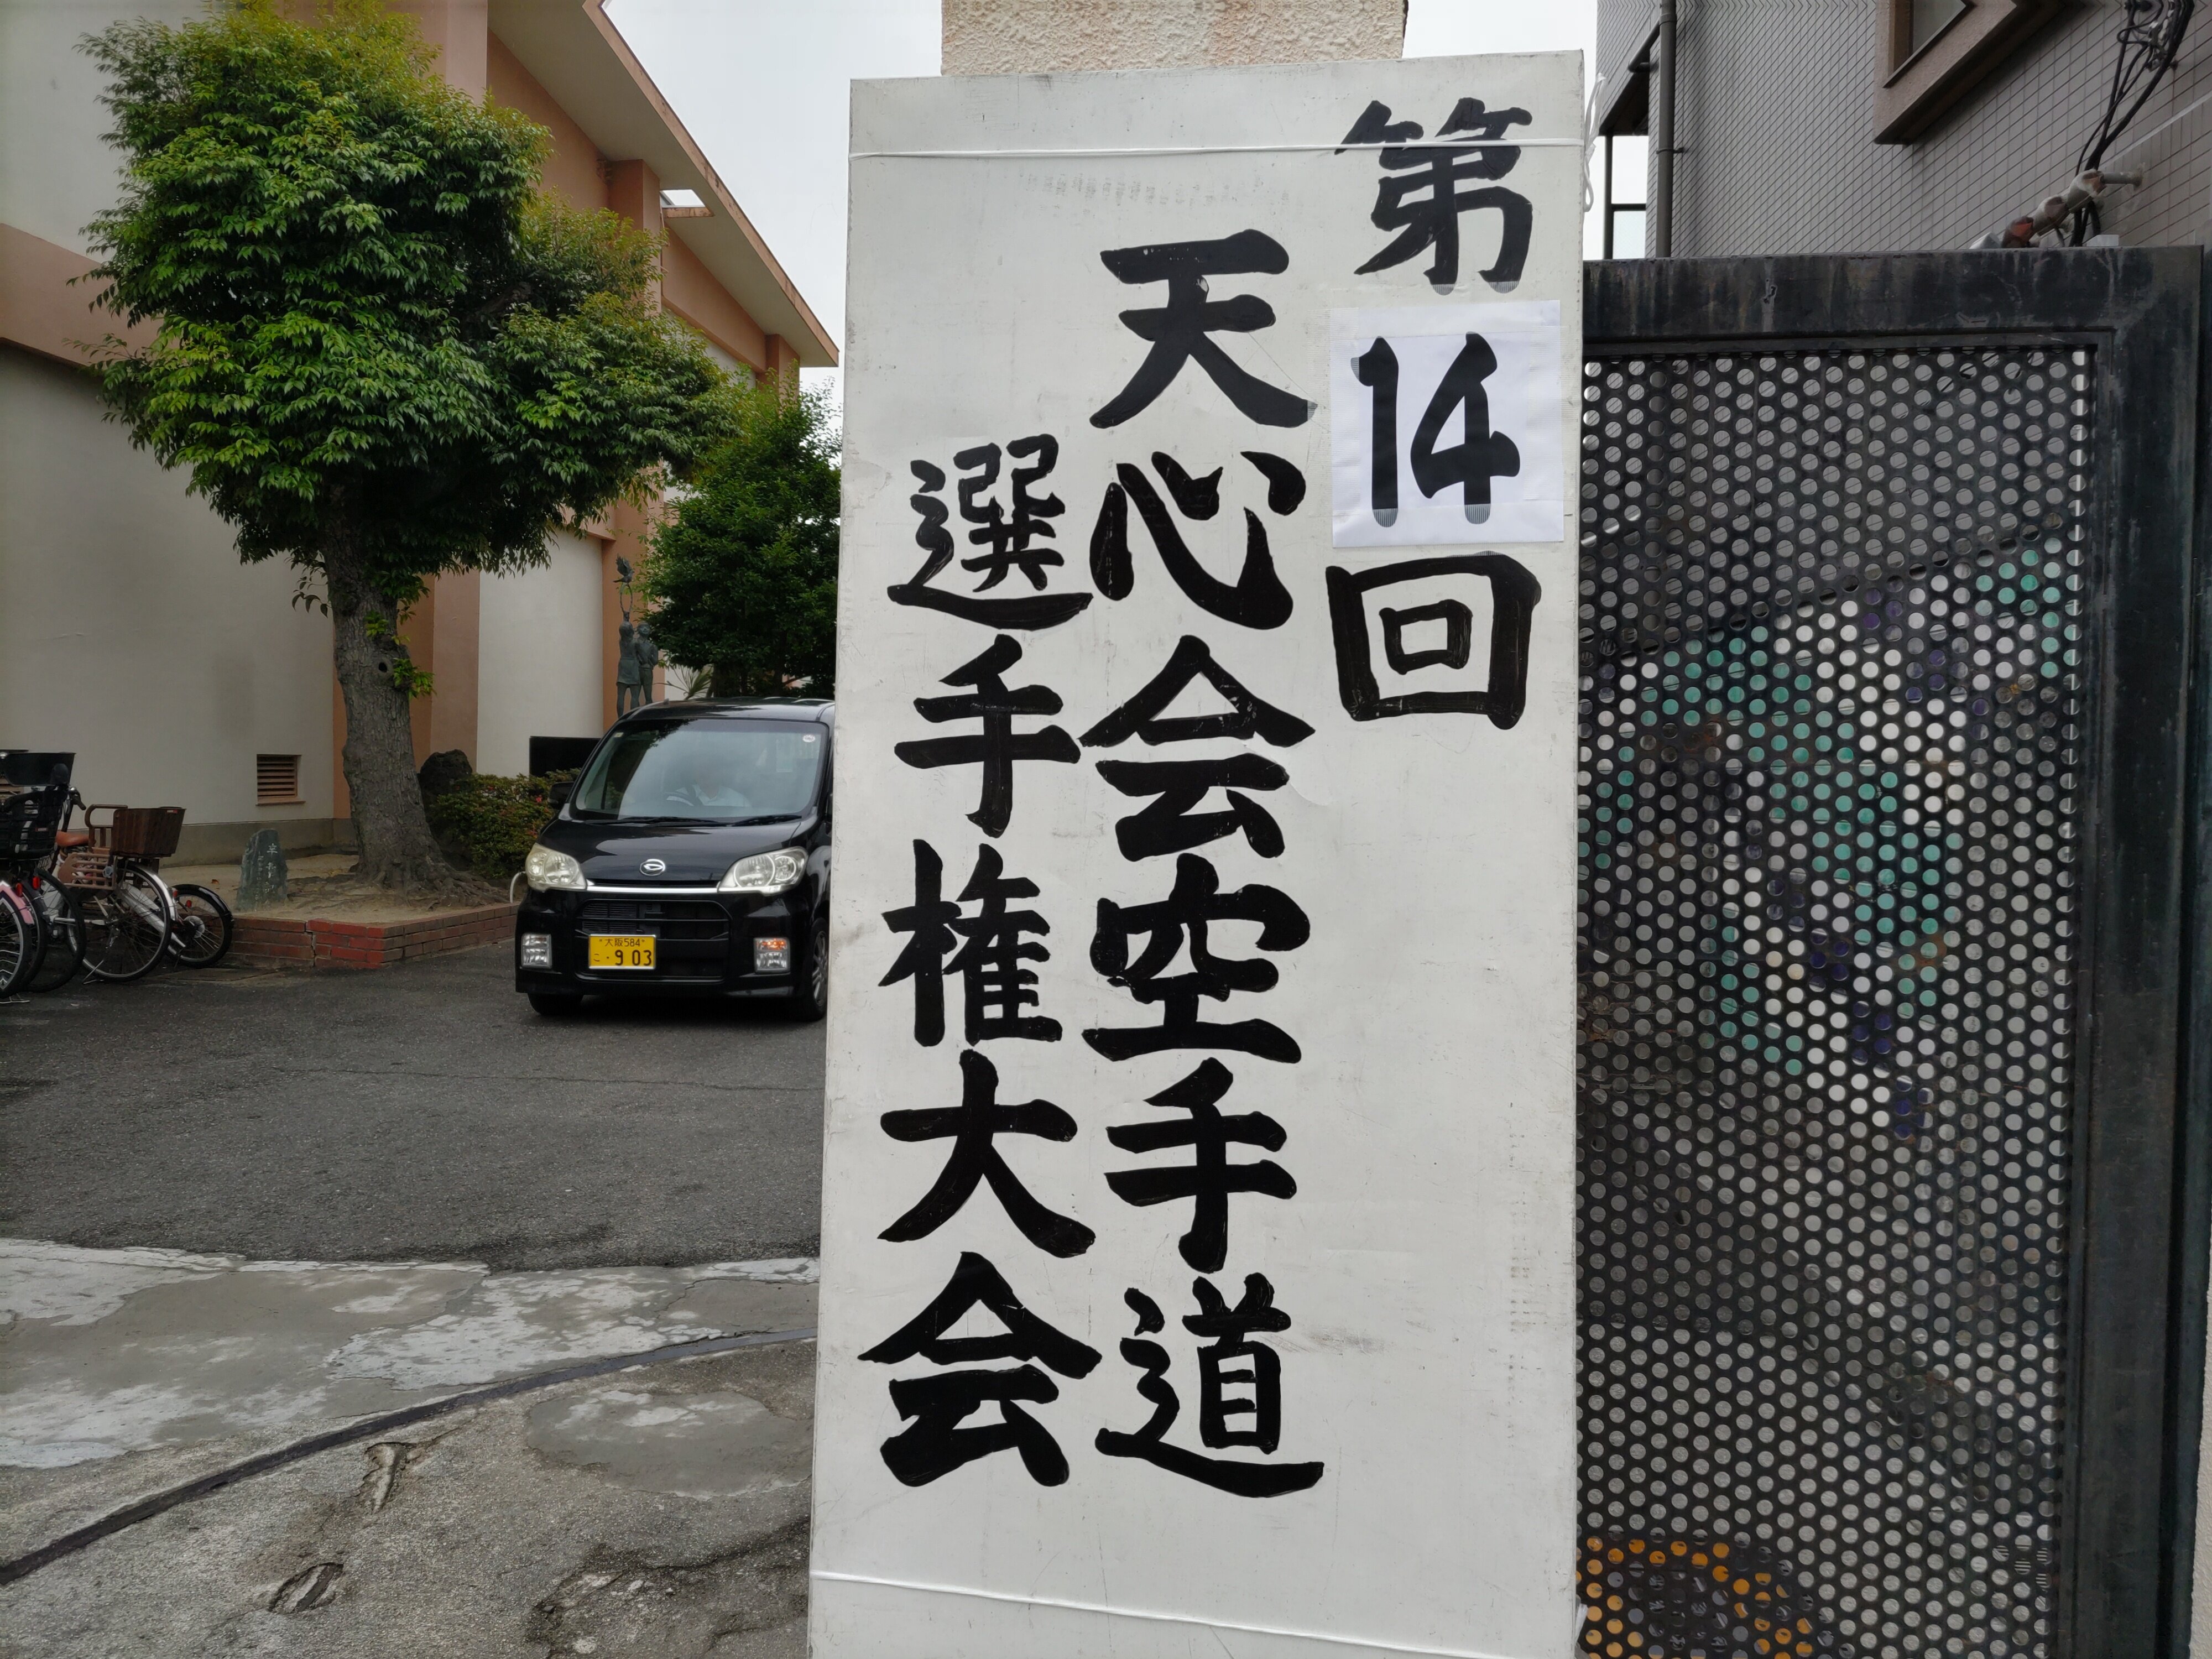 第14回
天心会空手道
選手権大会
大阪584
こ・903